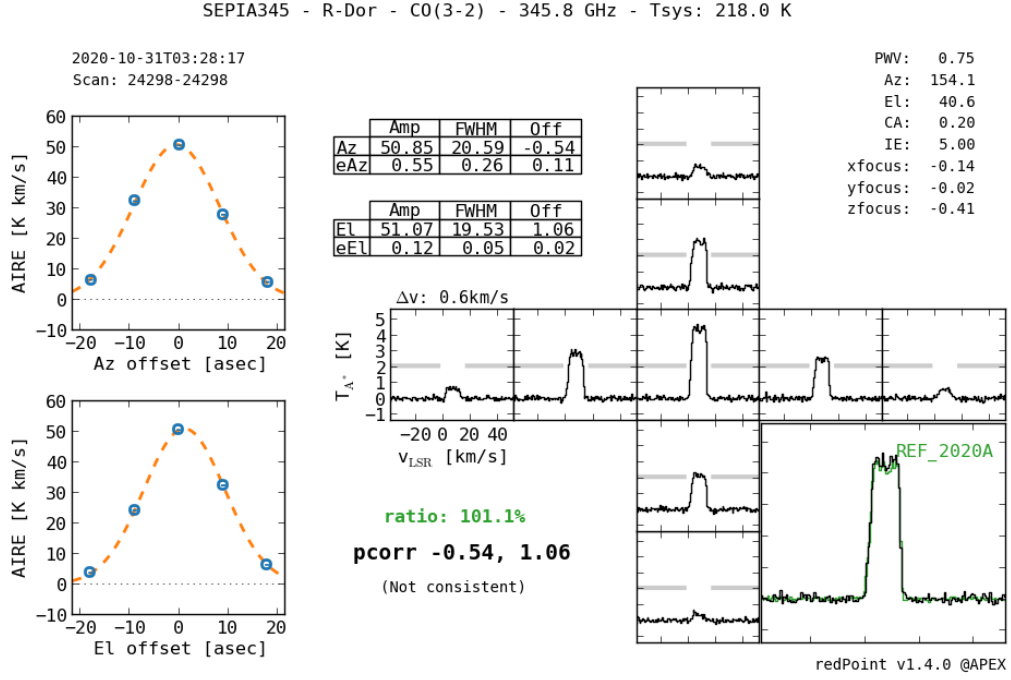 SEPIA345 - R-Dor - CO(3-2) - 345.8 GHz - Tsys: 218.0 K
2020-10-31T03:28:17
Scan: 24298-24298
PWV: 0.75
Az: 154.1
El: 40.6
CA: 0.20
IE: 5.00
xfocus: -0.14
yfocus: -0.02
zfocus: -0.41
AIRE [K km/s]
60
50
40
30
20
10
0
−10
−20 −10 0 10 20
Az offset [asec]
Amp FWHM Off
Az 50.85 20.59 -0.54
eAz 0.55 0.26 0.11
Amp FWHM Off
El 51.07 19.53 1.06
eEl 0.12 0.05 0.02
Δv: 0.6km/s
T_A* [K]
5
4
3
2
1
0
−1
−20 0 20 40
v_LSR [km/s]
AIRE [K km/s]
60
50
40
30
20
10
0
−10
−20 −10 0 10 20
El offset [asec]
ratio: 101.1%
pcorr -0.54, 1.06
(Not consistent)
REF_2020A
redPoint v1.4.0 @APEX